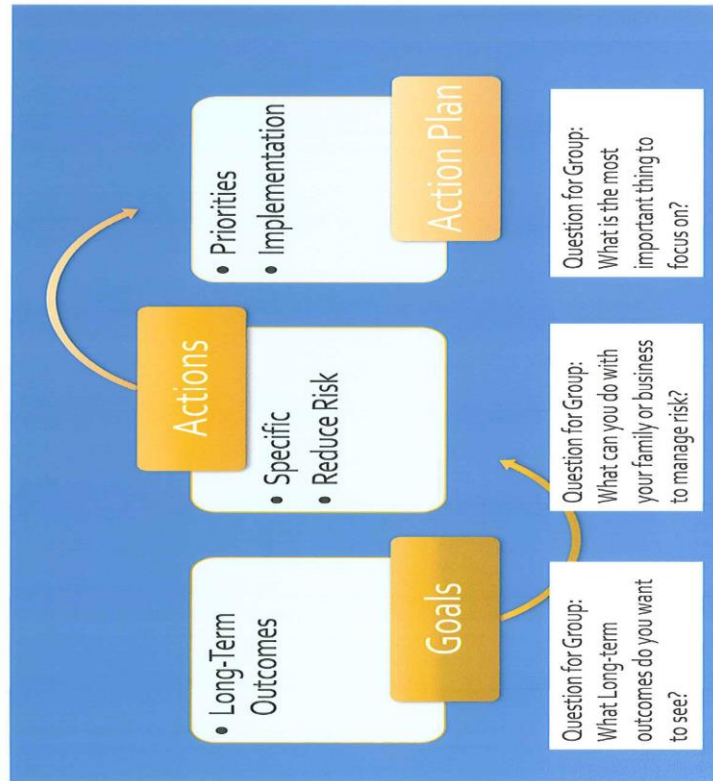 • Long-Term
Outcomes
Goals
Question for Group:
What Long-term
outcomes do you want
to see?
Actions
• Specific
• Reduce Risk
Question for Group:
What can you do with
your family or business
to manage risk?
• Priorities
• Implementation
Action Plan
Question for Group:
What is the most
important thing to
focus on?